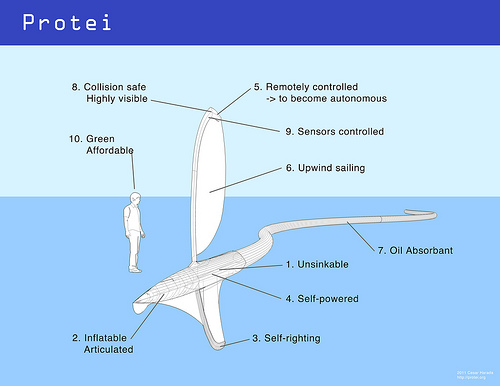 Protei
8. Collision safe
Highly visible
5. Remotely controlled
-> to become autonomous
9. Sensors controlled
10. Green
Affordable
6. Upwind sailing
7. Oil Absorbant
1. Unsinkable
4. Self-powered
2. Inflatable
Articulated
3. Self-righting